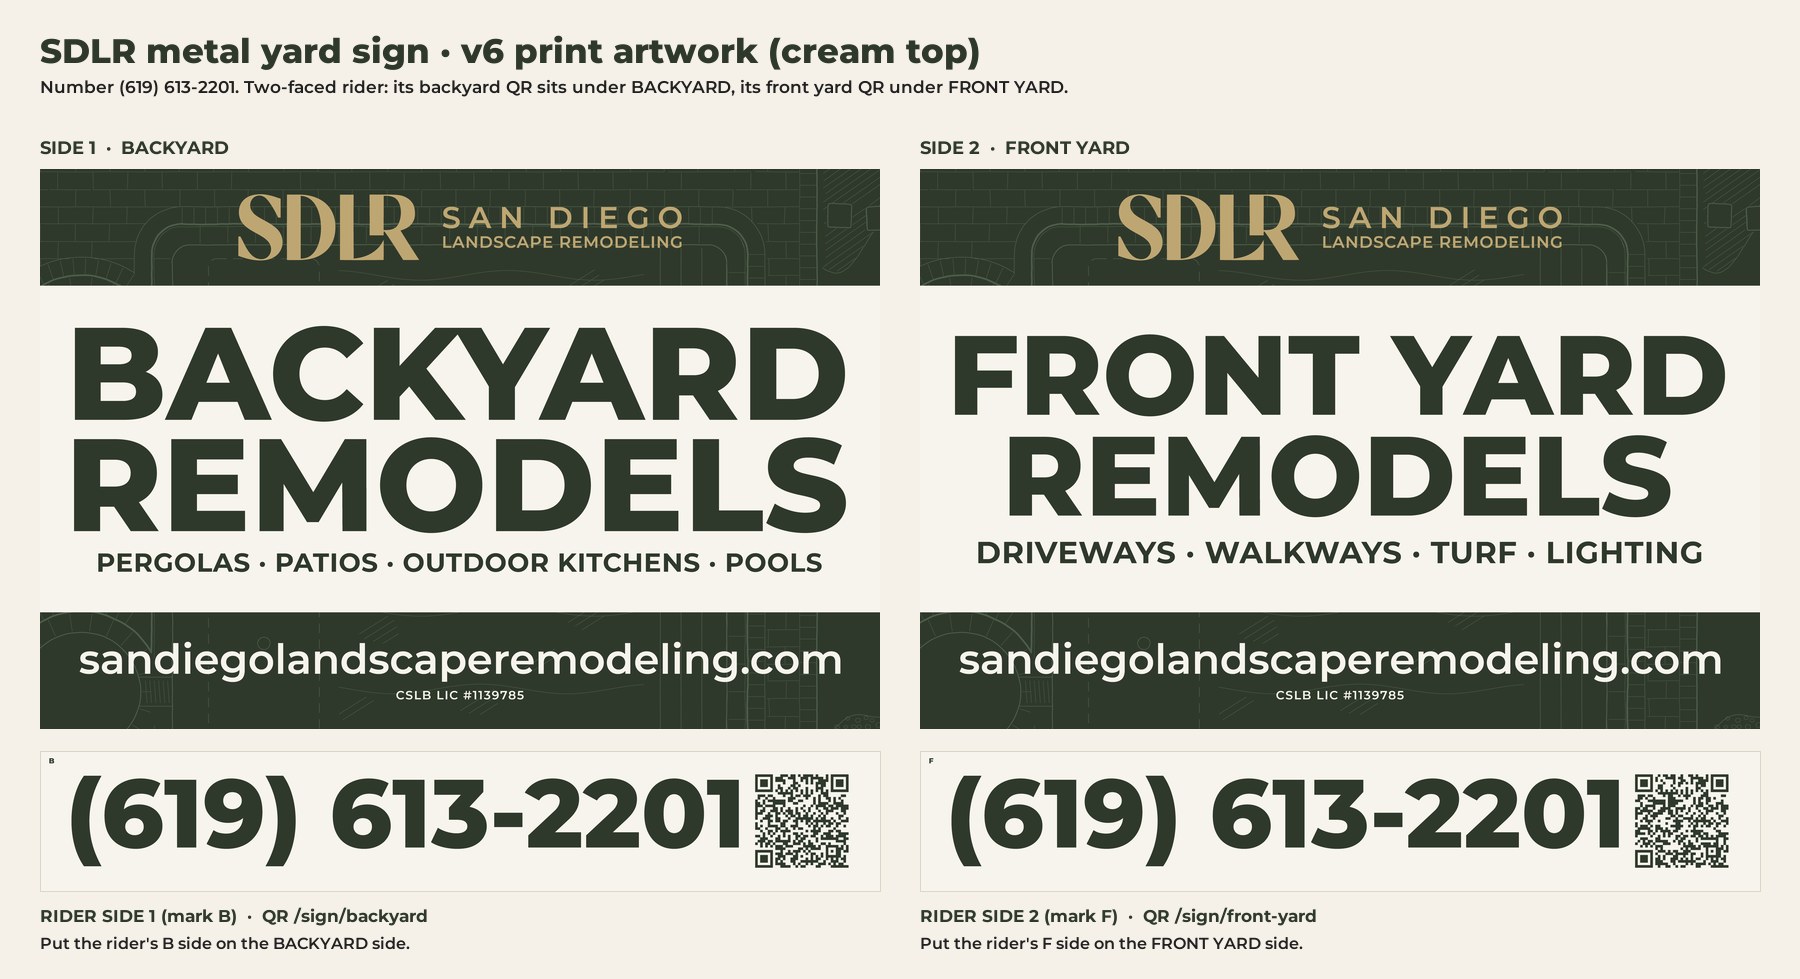 SDLR metal yard sign · v6 print artwork (cream top)
Number (619) 613-2201. Two-faced rider: its backyard QR sits under BACKYARD, its front yard QR under FRONT YARD.
SIDE 1 · BACKYARD
SDLR
SAN DIEGO
LANDSCAPE REMODELING
BACKYARD
REMODELS
PERGOLAS · PATIOS · OUTDOOR KITCHENS · POOLS
sandiegolandscaperemodeling.com
CSLB LIC #1139785
B
(619) 613-2201
RIDER SIDE 1 (mark B) · QR /sign/backyard
Put the rider's B side on the BACKYARD side.
SIDE 2 · FRONT YARD
SDLR
SAN DIEGO
LANDSCAPE REMODELING
FRONT YARD
REMODELS
DRIVEWAYS · WALKWAYS · TURF · LIGHTING
sandiegolandscaperemodeling.com
CSLB LIC #1139785
F
(619) 613-2201
RIDER SIDE 2 (mark F) · QR /sign/front-yard
Put the rider's F side on the FRONT YARD side.